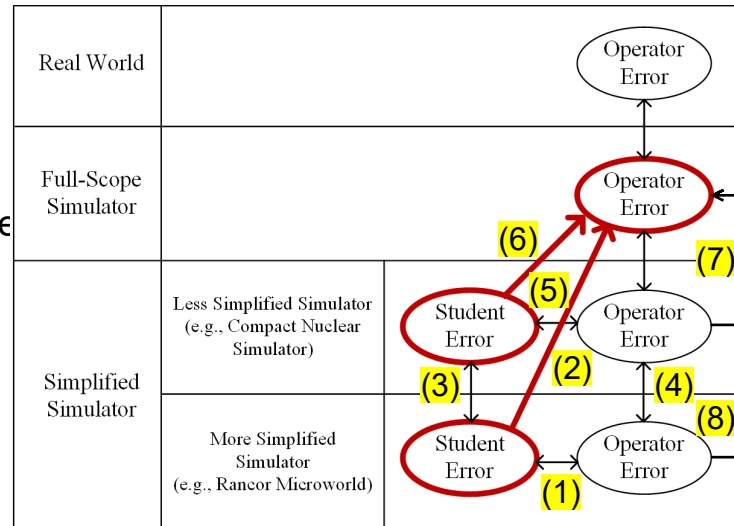 Real World
Operator
Error
Full-Scope
Simulator
Operator
Error
e
(6)
(7)
Less Simplified Simulator
(e.g., Compact Nuclear
Simulator)
Student
Error
(5)
Operator
Error
Simplified
Simulator
(3)
(2)
(4)
(8)
More Simplified
Simulator
(e.g., Rancor Microworld)
Student
Error
(1)
Operator
Error